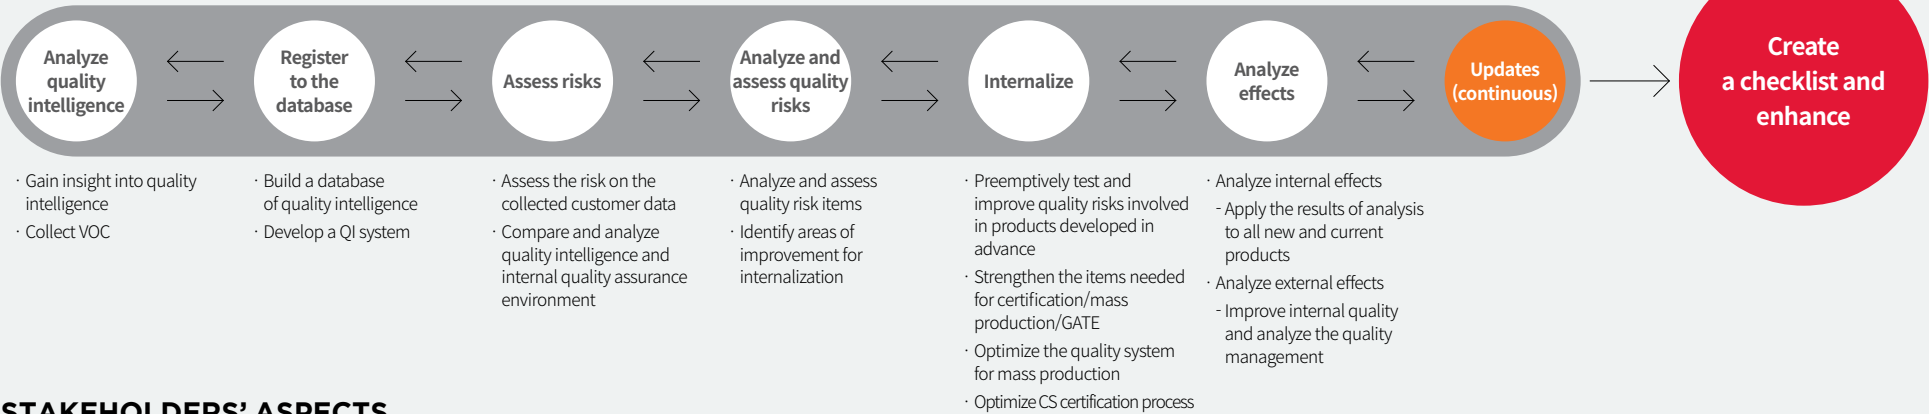 Analyze
quality
intelligence
Register
to the
database
Assess risks
Analyze and
assess quality
risks
Internalize
Analyze
effects
Updates
(continuous)
Create
a checklist and
enhance
· Gain insight into quality
intelligence
· Collect VOC
· Build a database
of quality intelligence
· Develop a QI system
· Assess the risk on the
collected customer data
· Compare and analyze
quality intelligence and
internal quality assurance
environment
· Analyze and assess
quality risk items
· Identify areas of
improvement for
internalization
· Preemptively test and
improve quality risks involved
in products developed in
advance
· Strengthen the items needed
for certification/mass
production/GATE
· Optimize the quality system
for mass production
· Optimize CS certification process
· Analyze internal effects
- Apply the results of analysis
to all new and current
products
· Analyze external effects
- Improve internal quality
and analyze the quality
management
STAKEHOLDERS' ASPECTS